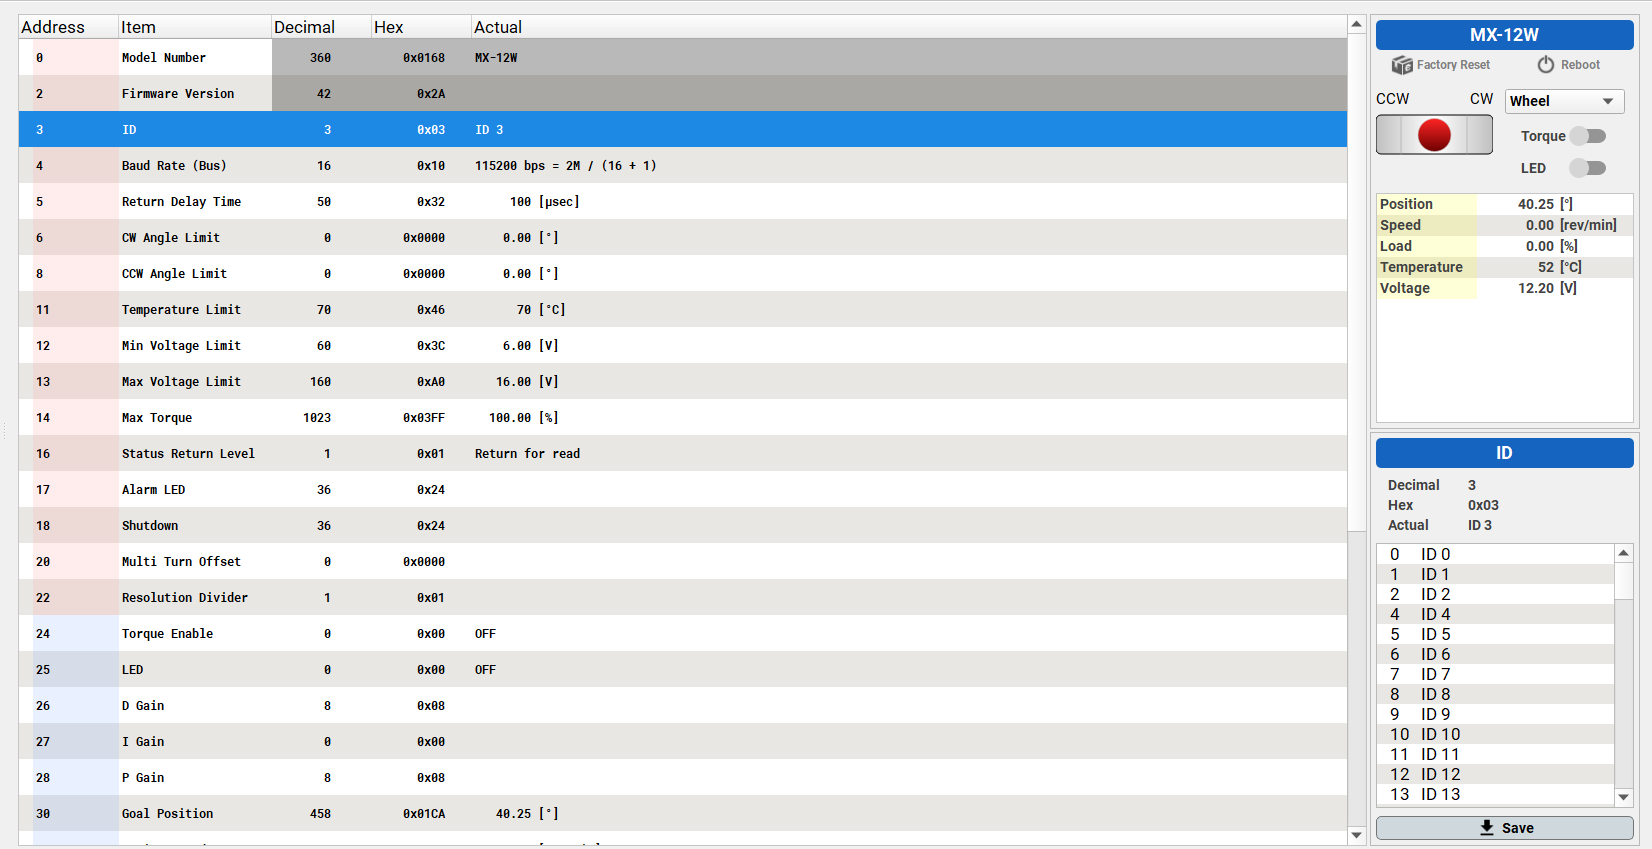 Address Item Decimal Hex Actual
0 Model Number 360 0x0168 MX-12W
2 Firmware Version 42 0x2A
3 ID 3 0x03 ID 3
4 Baud Rate (Bus) 16 0x10 115200 bps = 2M / (16 + 1)
5 Return Delay Time 50 0x32 100 [µsec]
6 CW Angle Limit 0 0x0000 0.00 [°]
8 CCW Angle Limit 0 0x0000 0.00 [°]
11 Temperature Limit 70 0x46 70 [°C]
12 Min Voltage Limit 60 0x3C 6.00 [V]
13 Max Voltage Limit 160 0xA0 16.00 [V]
14 Max Torque 1023 0x03FF 100.00 [%]
16 Status Return Level 1 0x01 Return for read
17 Alarm LED 36 0x24
18 Shutdown 36 0x24
20 Multi Turn Offset 0 0x0000
22 Resolution Divider 1 0x01
24 Torque Enable 0 0x00 OFF
25 LED 0 0x00 OFF
26 D Gain 8 0x08
27 I Gain 0 0x00
28 P Gain 8 0x08
30 Goal Position 458 0x01CA 40.25 [°]
MX-12W
Factory Reset Reboot
CCW CW Wheel
Torque
LED
Position 40.25 [°]
Speed 0.00 [rev/min]
Load 0.00 [%]
Temperature 52 [°C]
Voltage 12.20 [V]
ID
Decimal 3
Hex 0x03
Actual ID 3
0 ID 0
1 ID 1
2 ID 2
4 ID 4
5 ID 5
6 ID 6
7 ID 7
8 ID 8
9 ID 9
10 ID 10
11 ID 11
12 ID 12
13 ID 13
Save